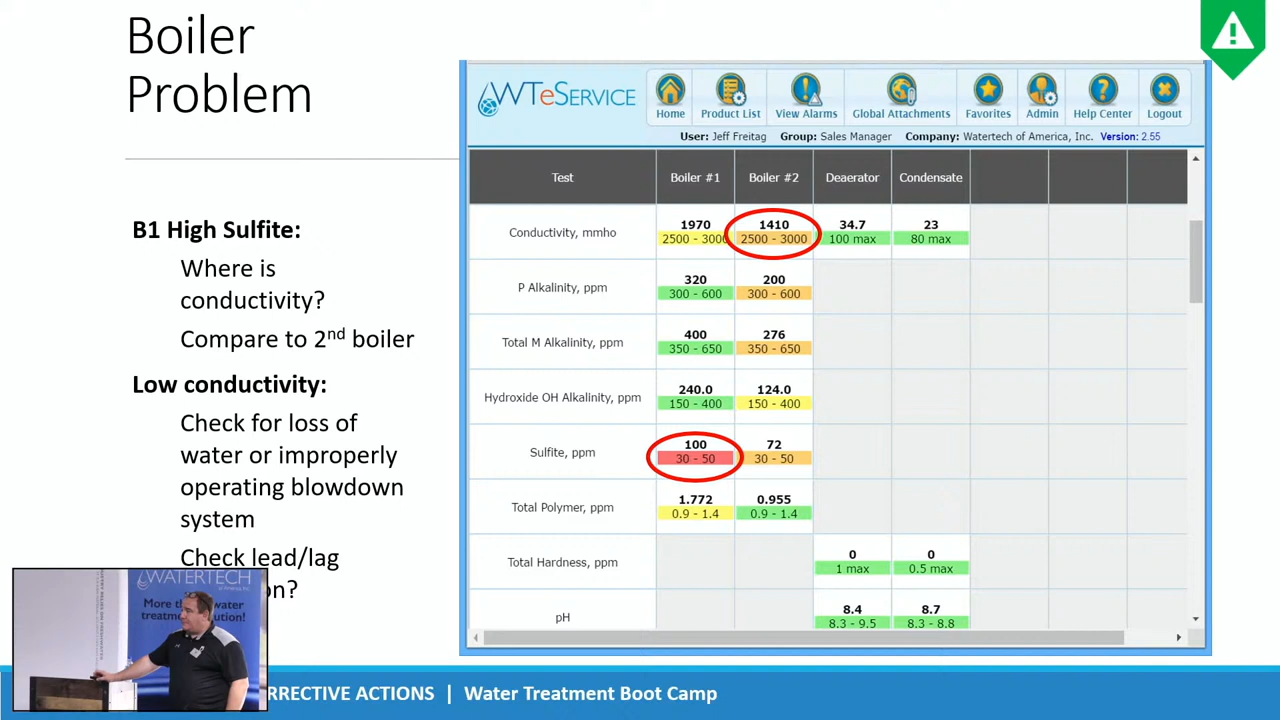 Boiler
Problem
B1 High Sulfite:
Where is
conductivity?
Compare to 2nd boiler
Low conductivity:
Check for loss of
water or improperly
operating blowdown
system
Check lead/lag
on?
WTeService
Home
Product List
View Alarms
Global Attachments
Favorites
Admin
Help Center
Logout
User: Jeff Freitag Group: Sales Manager Company: Watertech of America, Inc. Version: 2.55
Test Boiler #1 Boiler #2 Deaerator Condensate
Conductivity, mmho 1970 1410 34.7 23
2500 - 3000 2500 - 3000 100 max 80 max
P Alkalinity, ppm 320 200
300 - 600 300 - 600
Total M Alkalinity, ppm 400 276
350 - 650 350 - 650
Hydroxide OH Alkalinity, ppm 240.0 124.0
150 - 400 150 - 400
Sulfite, ppm 100 72
30 - 50 30 - 50
Total Polymer, ppm 1.772 0.955
0.9 - 1.4 0.9 - 1.4
Total Hardness, ppm 0 0
1 max 0.5 max
pH 8.4 8.7
8.3 - 9.5 8.3 - 8.8
WATERTECH
of America Inc.
More th water
treatment ution!
RRECTIVE ACTIONS | Water Treatment Boot Camp